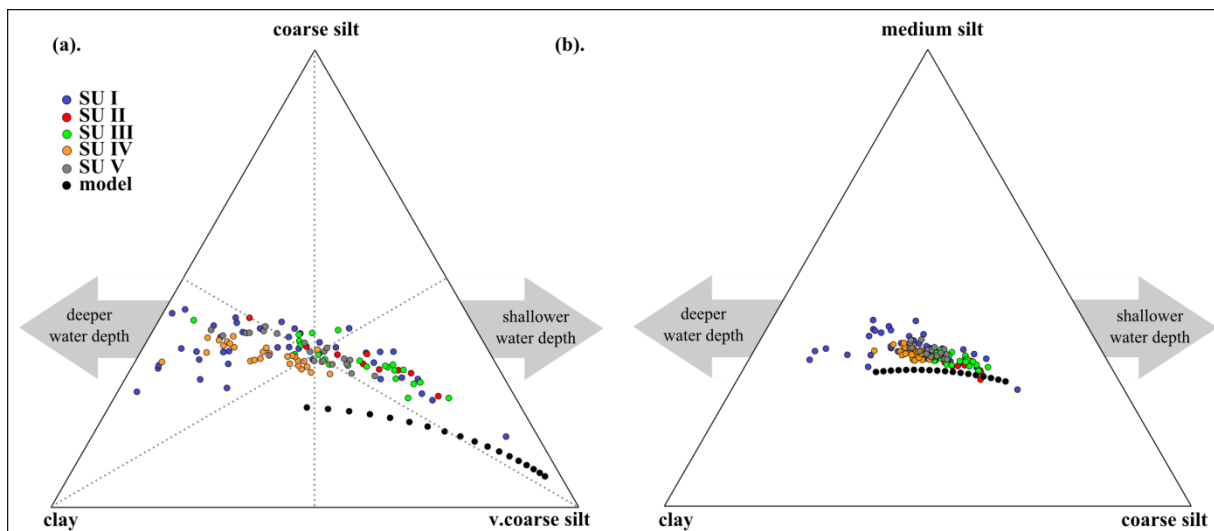 (a).
coarse silt
SU I
SU II
SU III
SU IV
SU V
model
deeper
water depth
shallower
water depth
clay
v.coarse silt
(b).
medium silt
deeper
water depth
shallower
water depth
clay
coarse silt